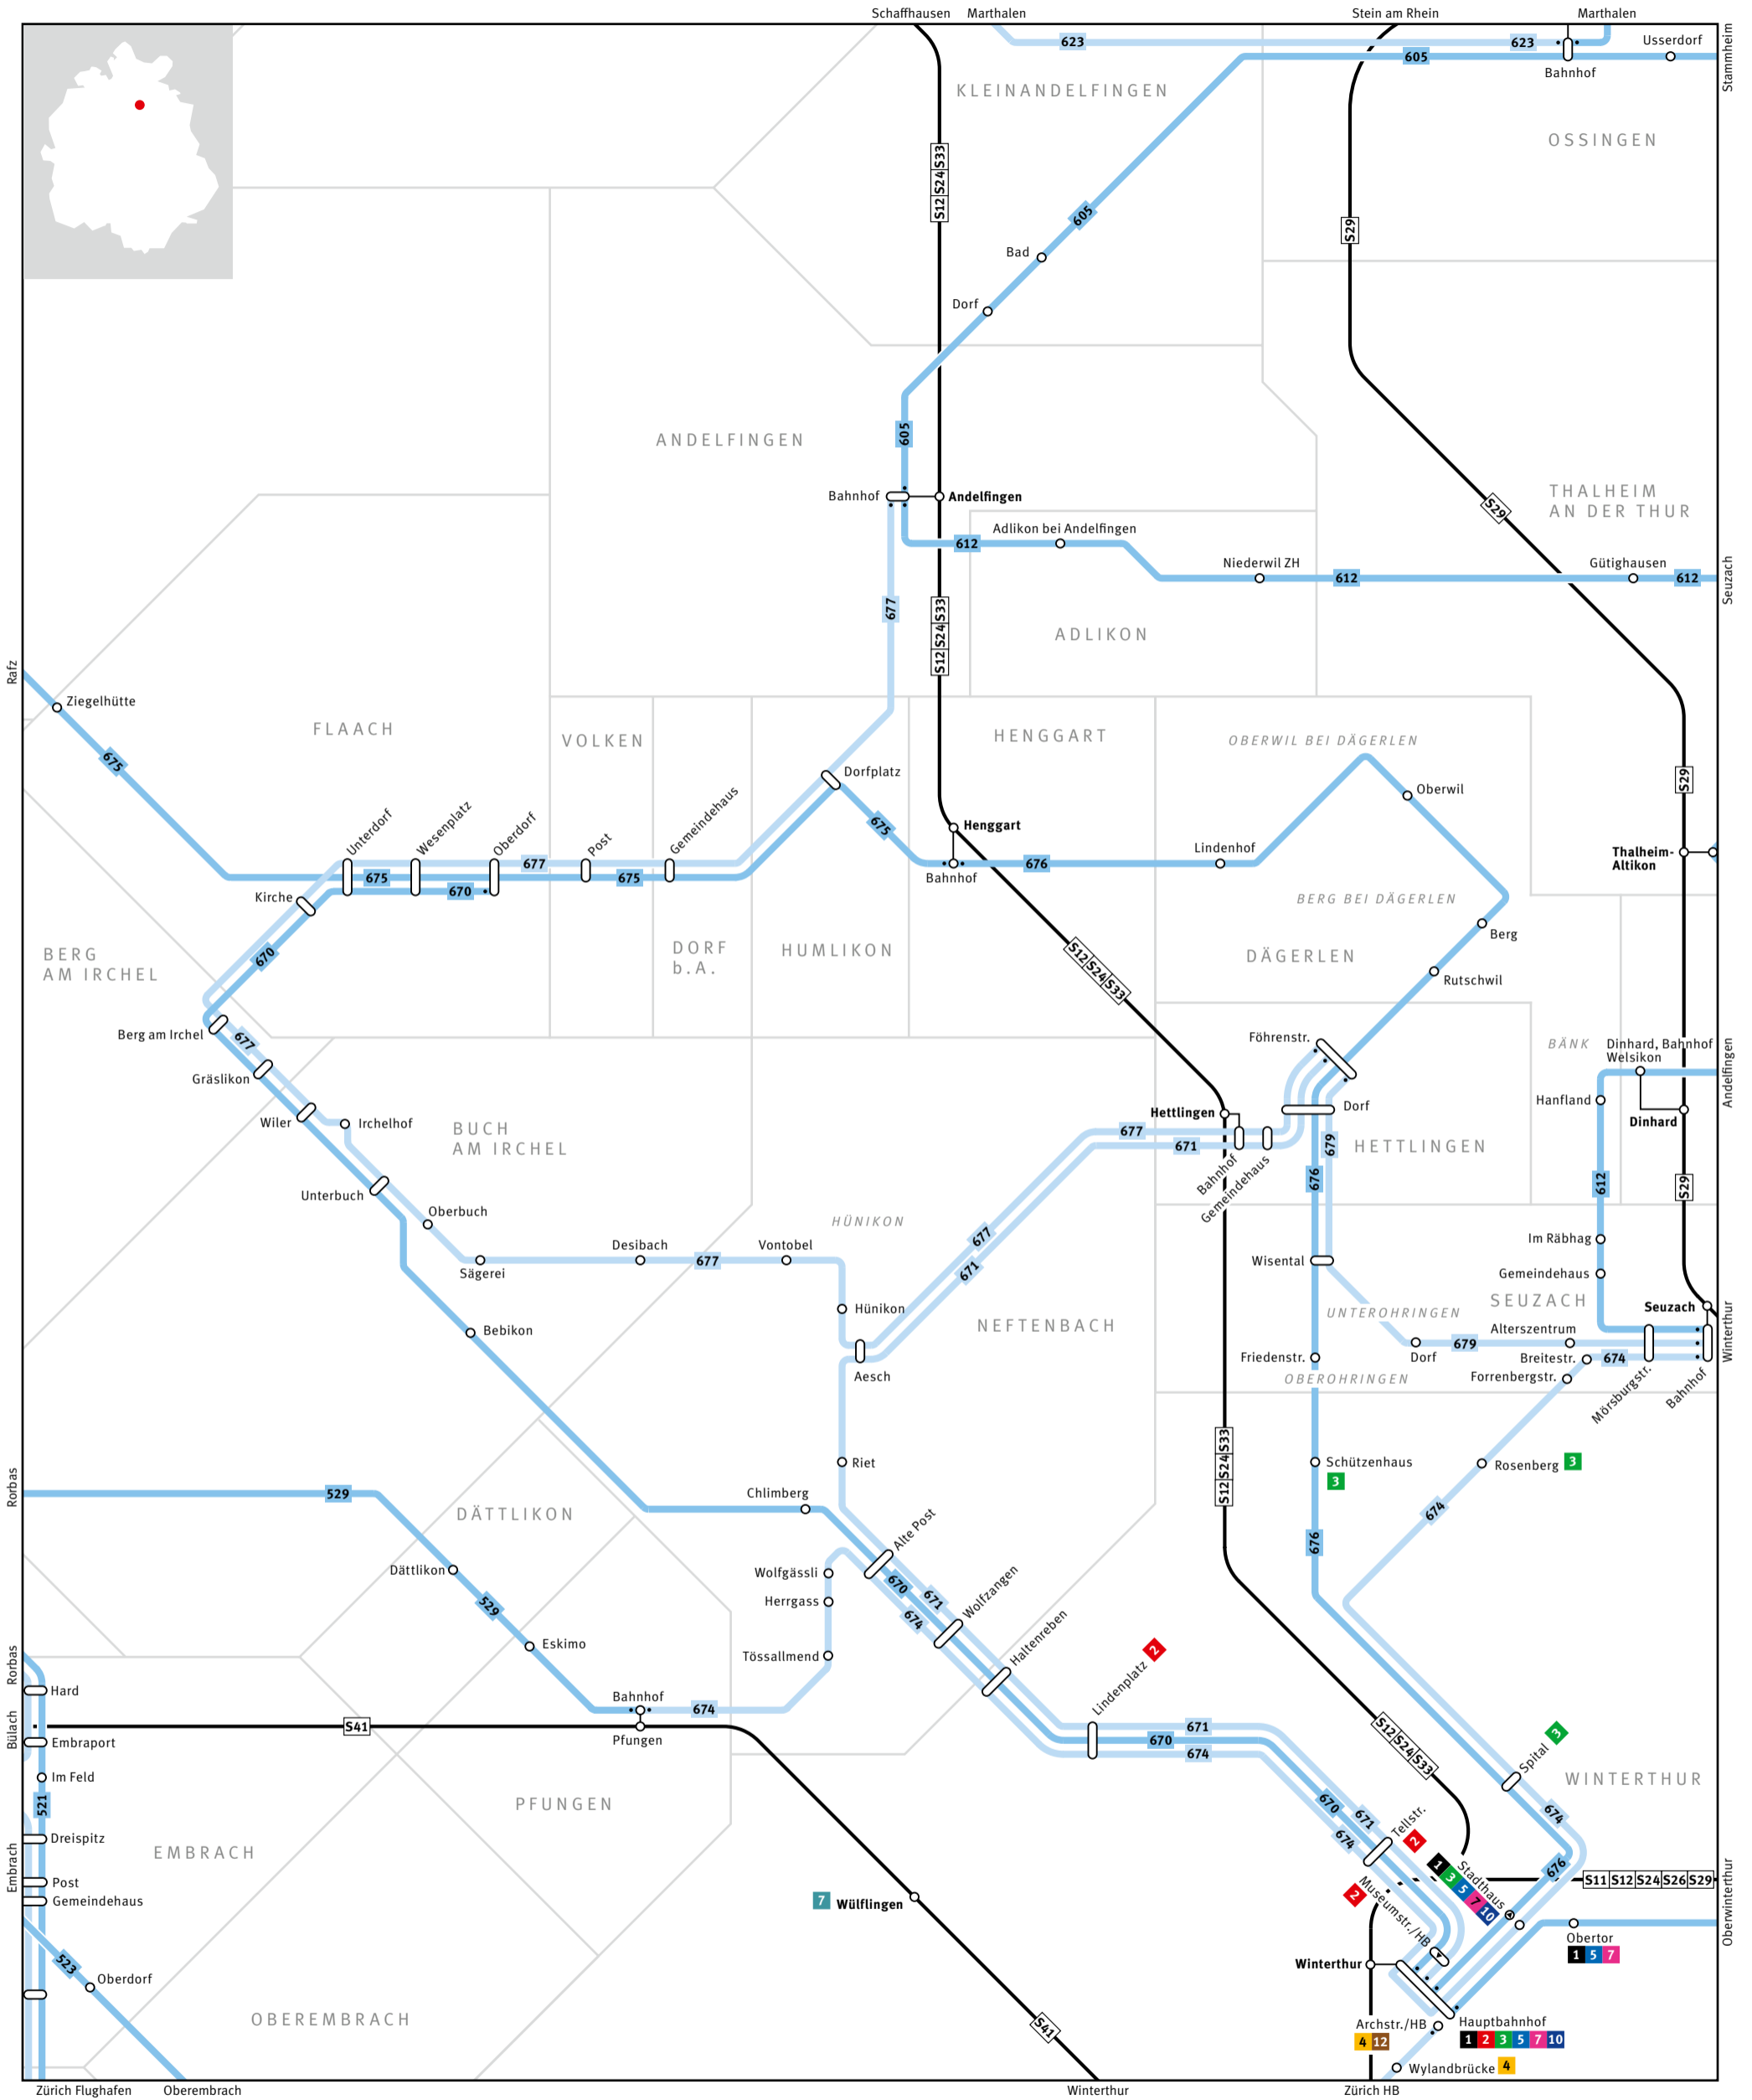 Schaffhausen
Marthalen
Stein am Rhein
Marthalen
623
623
Usserdorf
605
Bahnhof
Stammheim
KLEINANDELFINGEN
OSSINGEN
S12 S24 S33
605
S29
Bad
Dorf
605
ANDELFINGEN
Bahnhof
Andelfingen
THALHEIM
AN DER THUR
S29
Adlikon bei Andelfingen
612
Niederwil ZH
612
Gütighausen
612
Seuzach
677
S12 S24 S33
ADLIKON
Rafz
Ziegelhütte
675
FLAACH
VOLKEN
HENGGART
OBERWIL BEI DÄGERLEN
Dorfplatz
Oberwil
S29
Unterdorf
Wesenplatz
Oberdorf
Post
Gemeindehaus
675
Henggart
677
675
675
670
Bahnhof
676
Lindenhof
Thalheim-
Altikon
Kirche
BERG BEI DÄGERLEN
670
BERG
AM IRCHEL
DORF
b.A.
HUMLIKON
DÄGERLEN
Berg
S12 S24 S33
Rutschwil
Berg am Irchel
677
Föhrenstr.
BÄNK
Dinhard, Bahnhof
Welsikon
Andelfingen
Gräslikon
Hanfland
Wiler
Irchelhof
Hettlingen
Dorf
Dinhard
BUCH
AM IRCHEL
677
671
679
HETTLINGEN
Bahnhof
Gemeindehaus
676
612
S29
Unterbuch
Oberbuch
HÜNIKON
677
671
Im Räbhag
Desibach
Vontobel
677
Sägerei
Wisental
Gemeindehaus
Hünikon
UNTEROHRINGEN
SEUZACH
Seuzach
Winterthur
Bebikon
NEFTENBACH
Alterszentrum
679
Dorf
Friedenstr.
Breitestr.
674
Aesch
OBEROHRINGEN
Forrenbergstr.
Mörsburgstr.
Bahnhof
S12 S24 S33
Riet
Schützenhaus
3
Rosenberg
3
Rorbas
529
Chlimberg
DÄTTLIKON
674
Alte Post
676
Dättlikon
Wolfgässli
670
671
674
Wolfzangen
529
Herrgass
Haltenreben
Eskimo
Tössallmend
Lindenplatz
2
Rorbas
Hard
Bahnhof
674
Bülach
S41
Pfungen
671
670
674
S12 S24 S33
Embraport
Spital
3
Im Feld
WINTERTHUR
521
PFUNGEN
670
671
674
Tellstr.
2
674
Dreispitz
EMBRACH
Embrach
Post
Gemeindehaus
1 3 5 7 10
Stadthaus
676
S11 S12 S24 S26 S29
7
Wülflingen
2
Museumstr./HB
Obertor
1 5 7
Oberwinterthur
523
Oberdorf
Winterthur
OBEREMBRACH
S41
Archstr./HB
4 12
Hauptbahnhof
1 2 3 5 7 10
Wylandbrücke
4
Zürich Flughafen
Oberembrach
Winterthur
Zürich HB